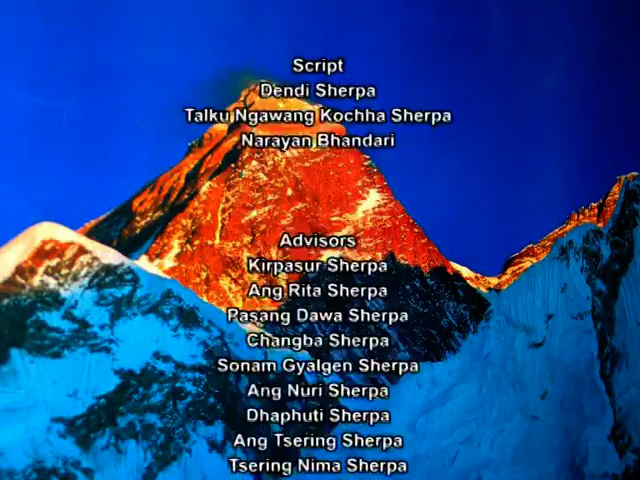 Script
Dendi Sherpa
Talku Ngawang Kochha Sherpa
Narayan Bhandari
Advisors
Kirpasur Sherpa
Ang Rita Sherpa
Pasang Dawa Sherpa
Changba Sherpa
Sonam Gyalgen Sherpa
Ang Nuri Sherpa
Dhaphuti Sherpa
Ang Tsering Sherpa
Tsering Nima Sherpa